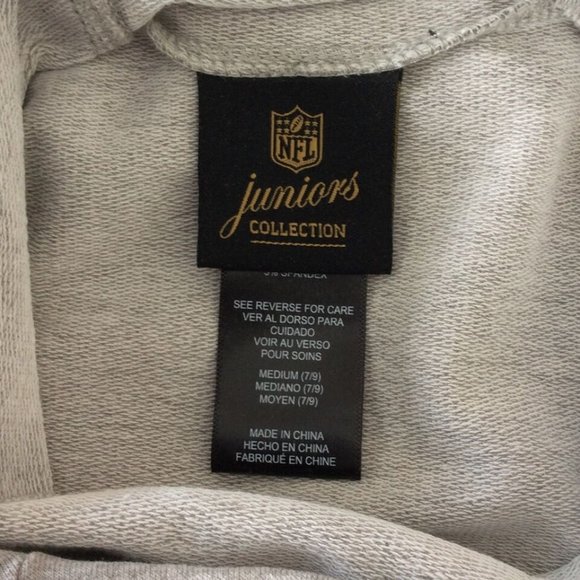 NFL
juniors
COLLECTION
SPANDEX
SEE REVERSE FOR CARE
VER AL DORSO PARA
CUIDADO
VOIR AU VERSO
POUR SOINS
MEDIUM (7/9)
MEDIANO (7/9)
MOYEN (7/9)
MADE IN CHINA
HECHO EN CHINA
FABRIQUÉ EN CHINE